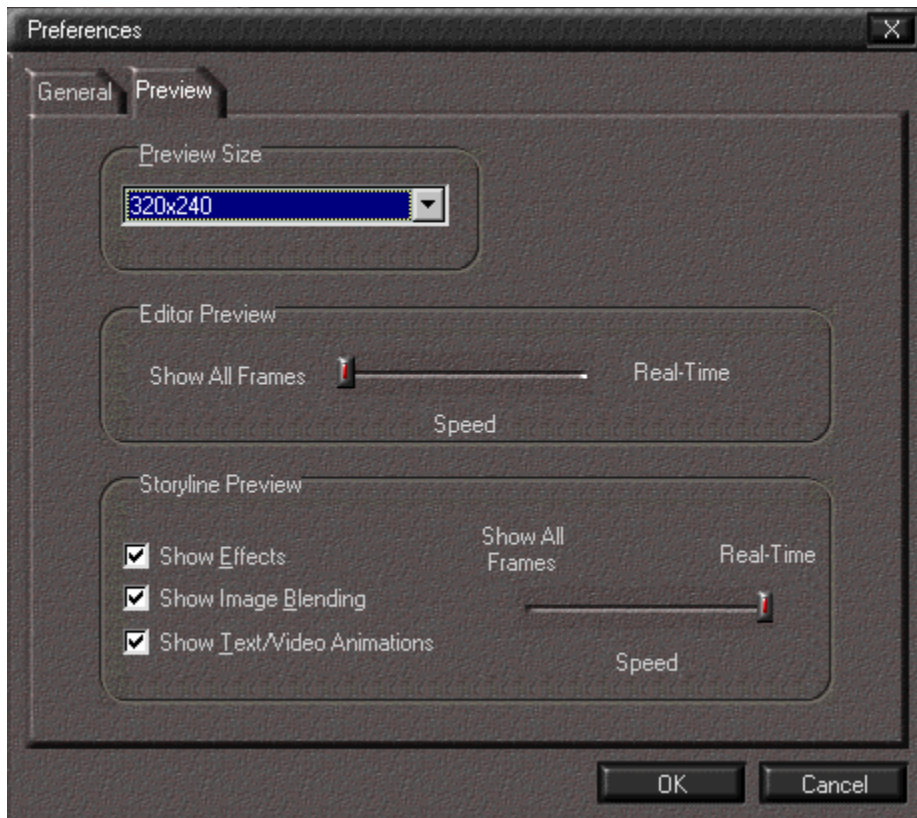 Preferences
X
General
Preview
Preview Size
320x240
Editor Preview
Show All Frames
Real-Time
Speed
Storyline Preview
Show Effects
Show Image Blending
Show Text/Video Animations
Show All
Frames
Real-Time
Speed
OK
Cancel